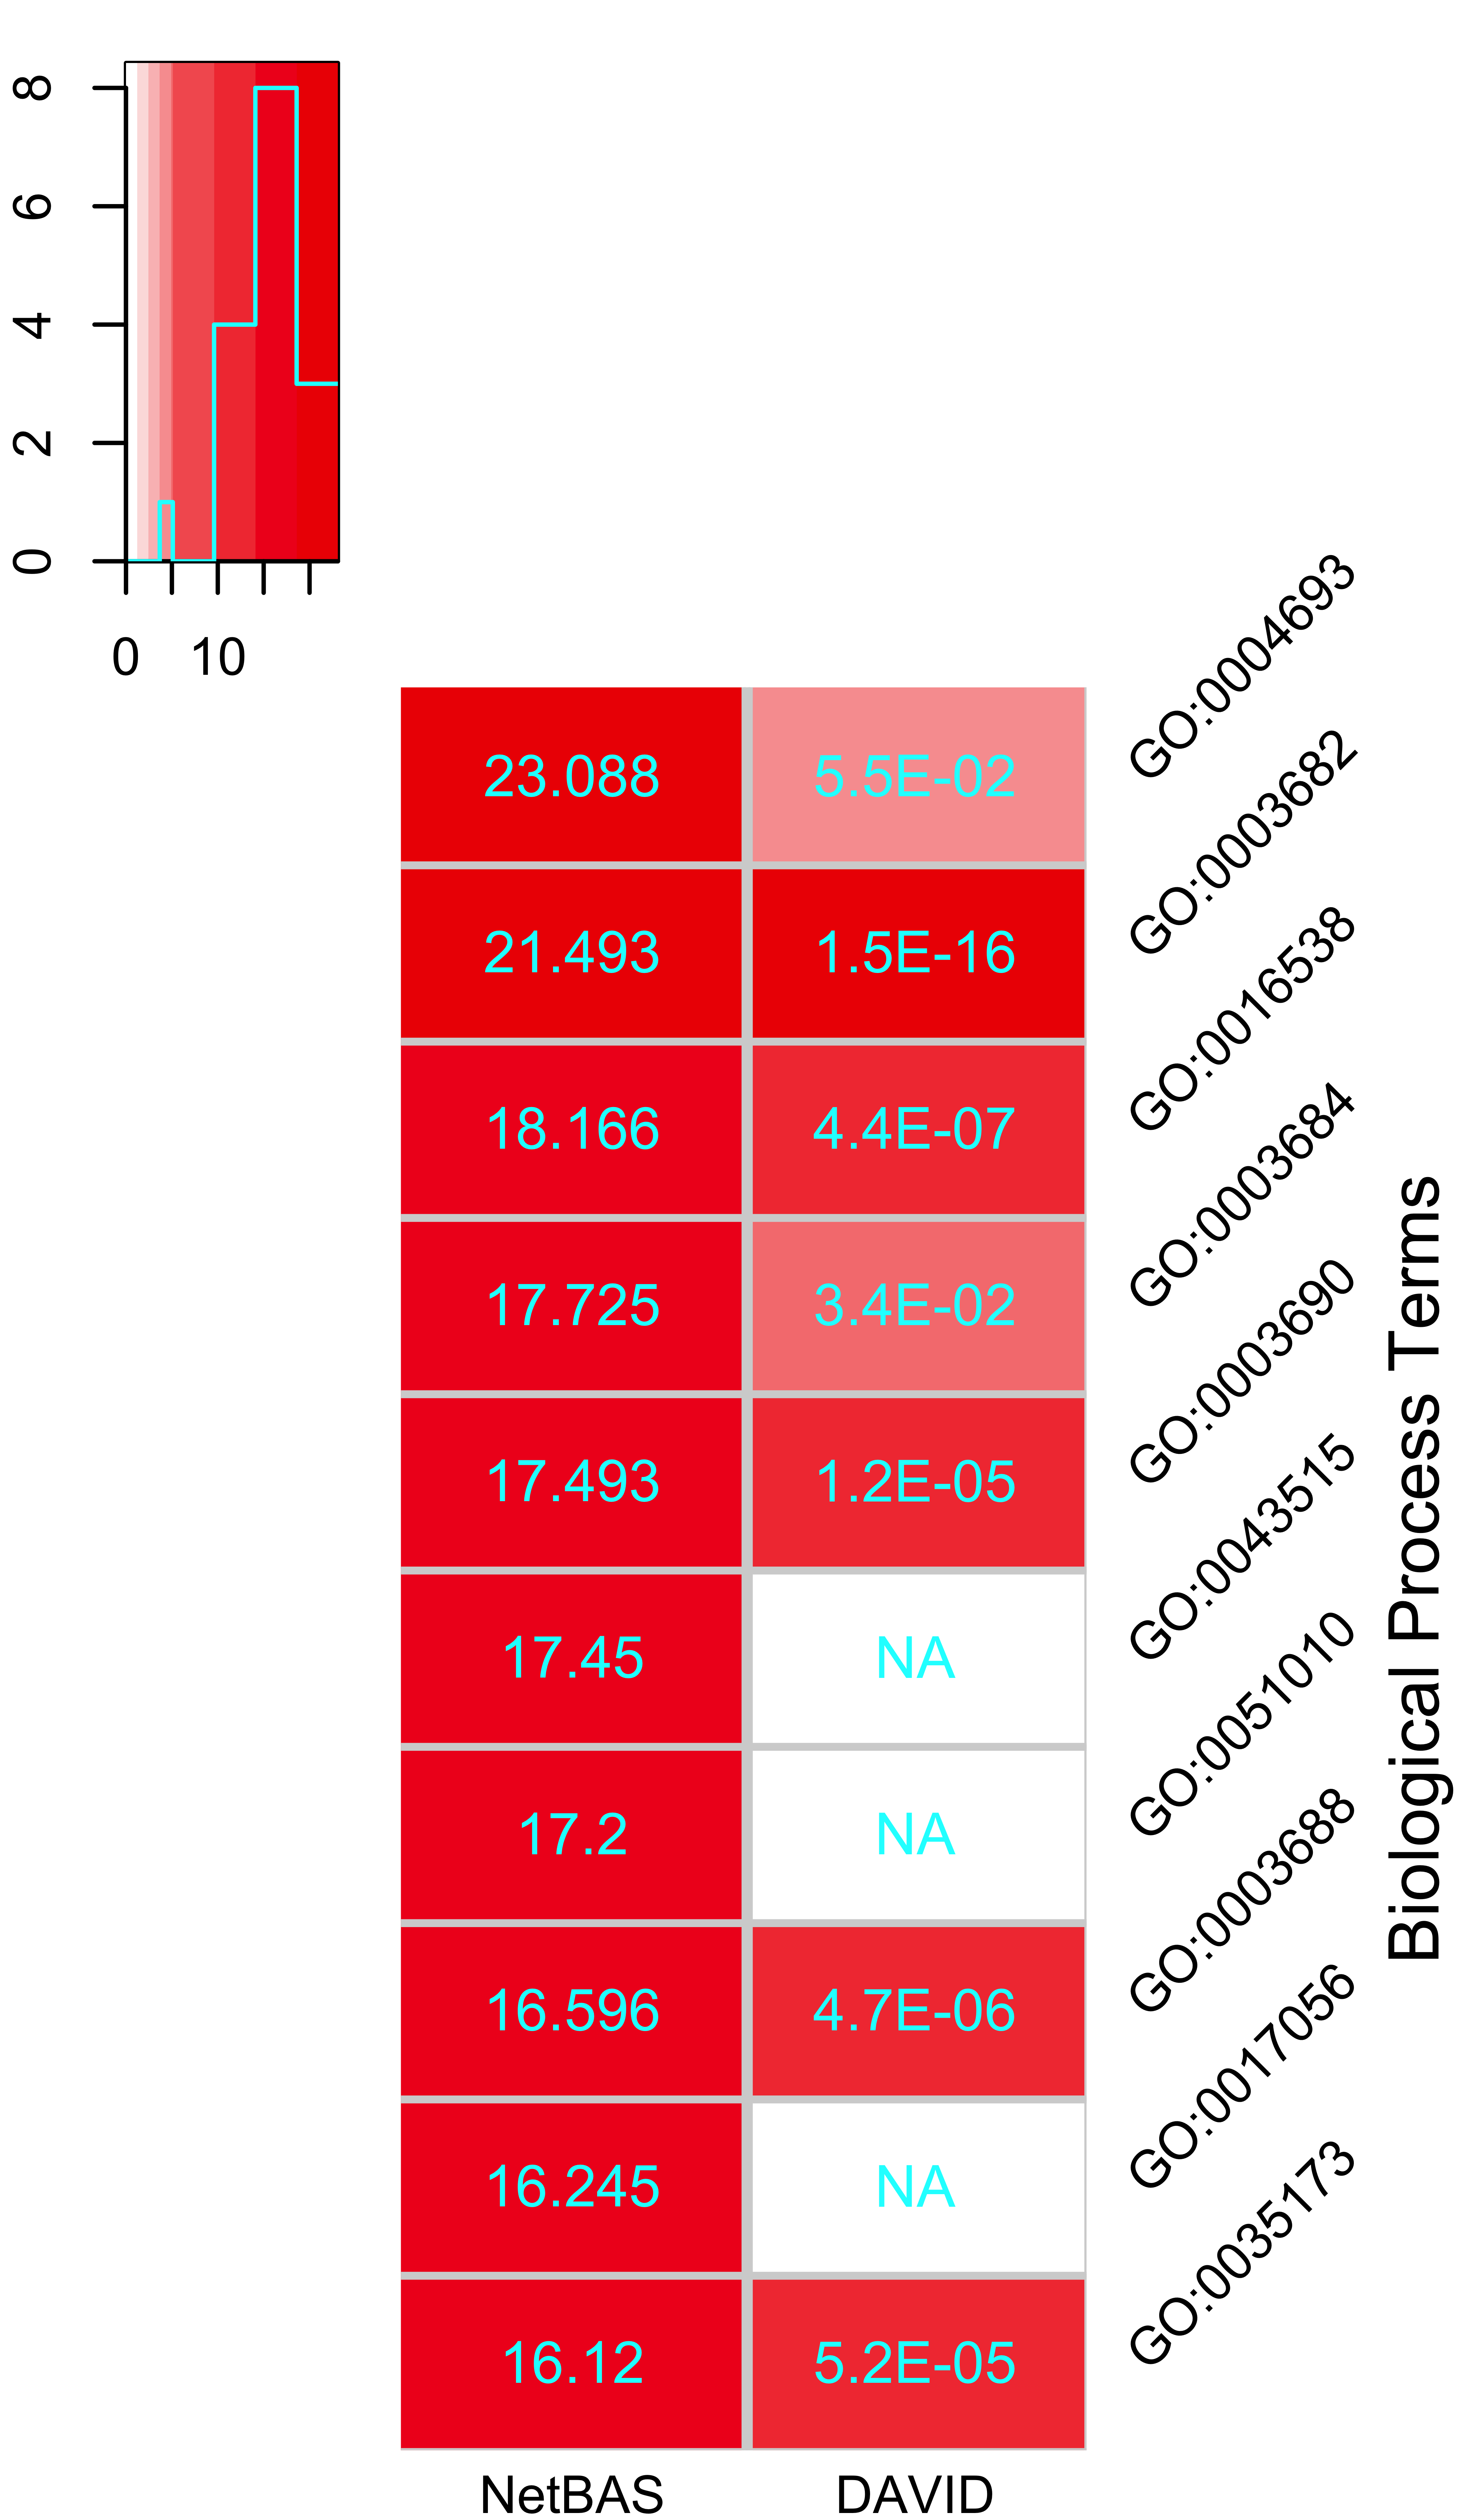 8
6
4
2
0
0 10
23.088 5.5E-02 GO:0004693
21.493 1.5E-16 GO:0003682
18.166 4.4E-07 GO:0016538
17.725 3.4E-02 GO:0003684
17.493 1.2E-05 GO:0003690
17.45 NA GO:0043515
17.2 NA GO:0051010
16.596 4.7E-06 GO:0003688
16.245 NA GO:0017056
16.12 5.2E-05 GO:0035173
NetBAS DAVID
Biological Process Terms